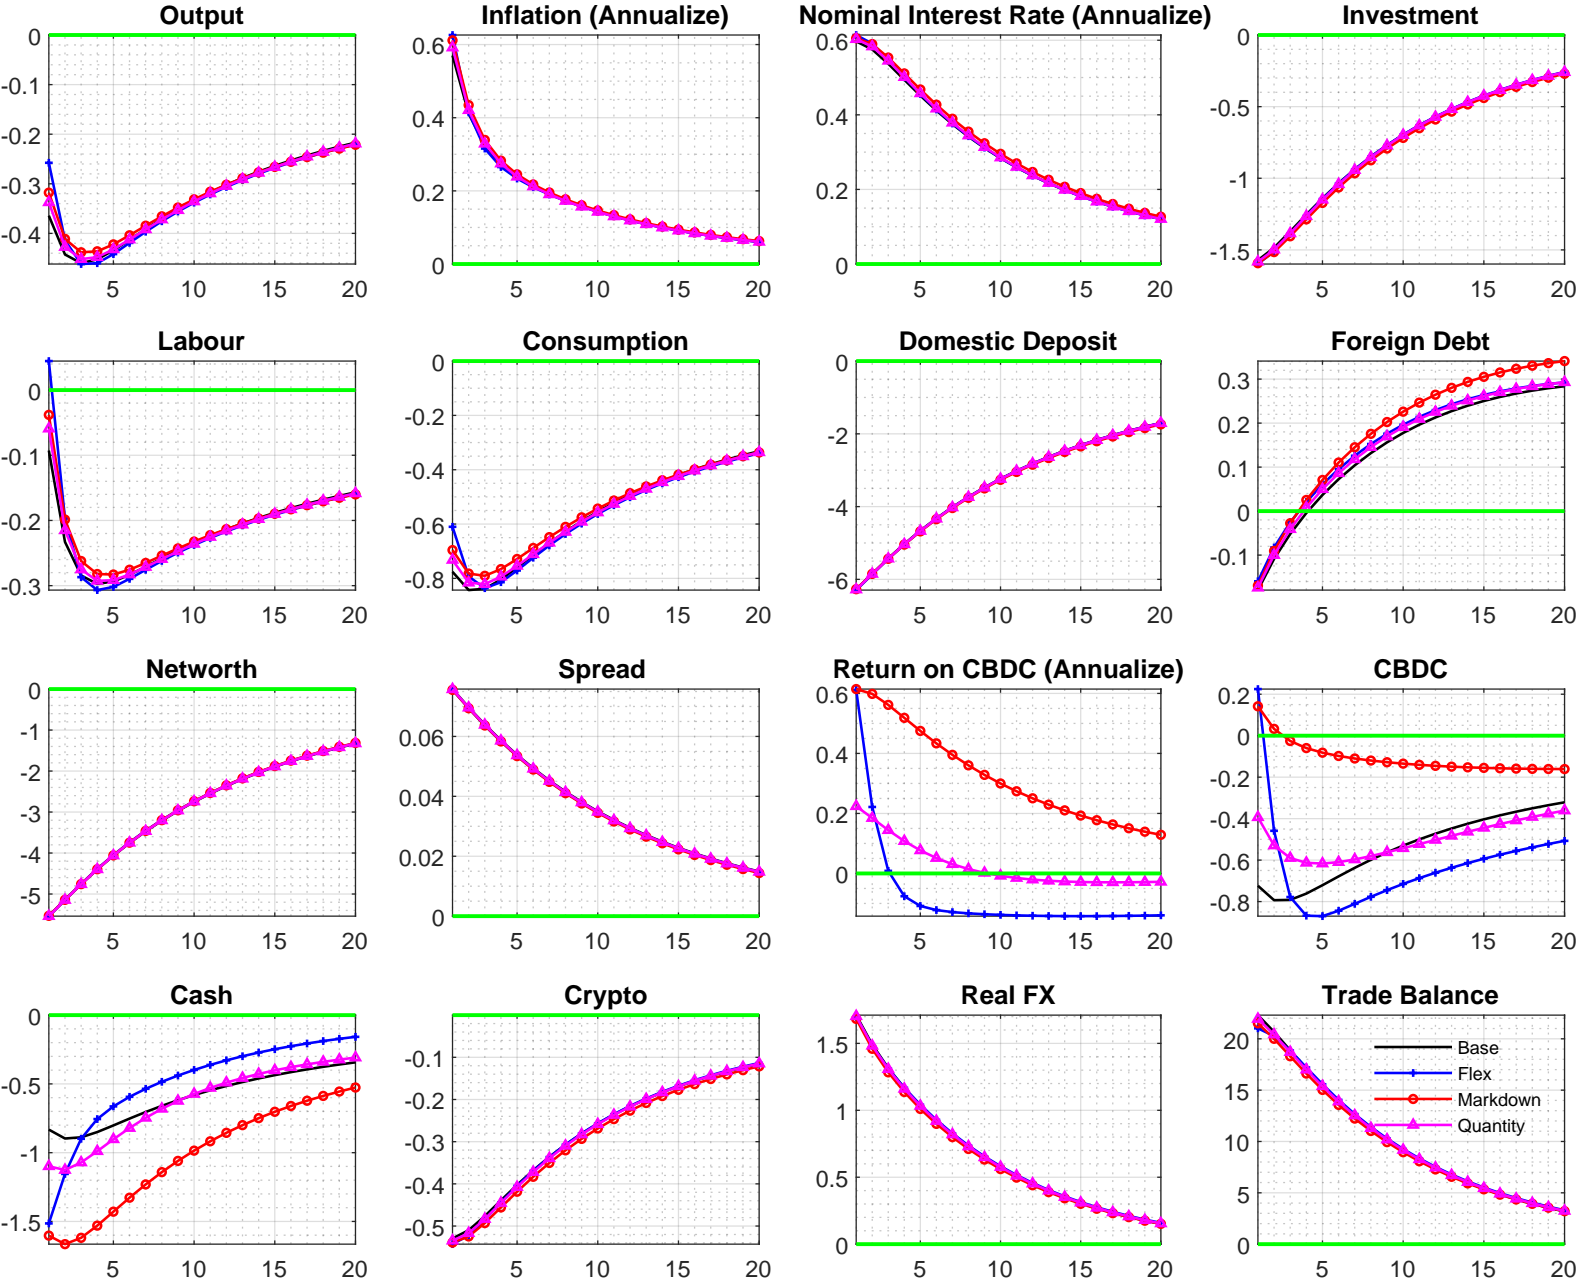 Output
0
-0.1
-0.2
-0.3
-0.4
5 10 15 20
Inflation (Annualize)
0.6
0.4
0.2
0
5 10 15 20
Nominal Interest Rate (Annualize)
0.6
0.4
0.2
0
5 10 15 20
Investment
0
-0.5
-1
-1.5
5 10 15 20
Labour
0
-0.1
-0.2
-0.3
5 10 15 20
Consumption
0
-0.2
-0.4
-0.6
-0.8
5 10 15 20
Domestic Deposit
0
-2
-4
-6
5 10 15 20
Foreign Debt
0.3
0.2
0.1
0
-0.1
5 10 15 20
Networth
0
-1
-2
-3
-4
-5
5 10 15 20
Spread
0.06
0.04
0.02
0
5 10 15 20
Return on CBDC (Annualize)
0.6
0.4
0.2
0
5 10 15 20
CBDC
0.2
0
-0.2
-0.4
-0.6
-0.8
5 10 15 20
Cash
0
-0.5
-1
-1.5
5 10 15 20
Crypto
-0.1
-0.2
-0.3
-0.4
-0.5
5 10 15 20
Real FX
1.5
1
0.5
0
5 10 15 20
Trade Balance
20
15
10
5
0
5 10 15 20
Base
Flex
Markdown
Quantity